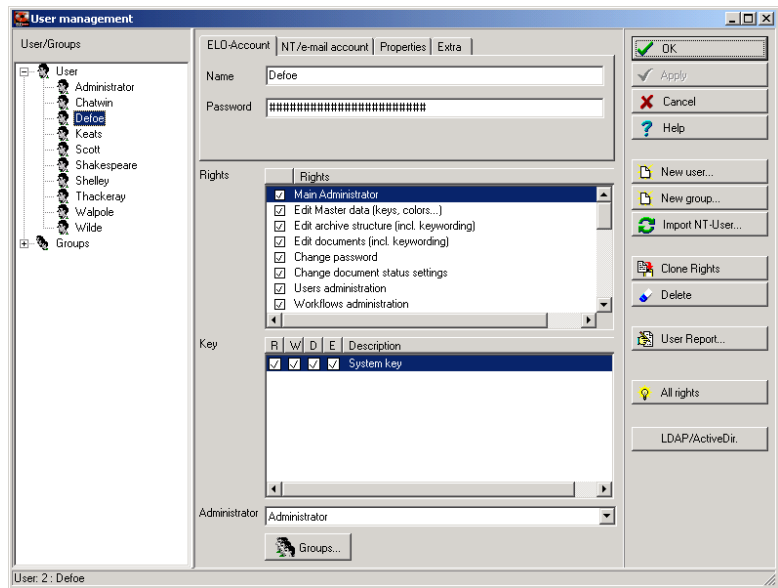 User management
User/Groups
User
Administrator
Chatwin
Defoe
Keats
Scott
Shakespeare
Shelley
Thackeray
Walpole
Wilde
Groups
ELO-Account NT/e-mail account Properties Extra
Name Defoe
Password #######################
Rights Rights
Main Administrator
Edit Master data (keys, colors...)
Edit archive structure (incl. keywording)
Edit documents (incl. keywording)
Change password
Change document status settings
Users administration
Workflows administration
Key R W D E Description
System key
Administrator Administrator
Groups...
OK
Apply
Cancel
Help
New user...
New group...
Import NT-User...
Clone Rights
Delete
User Report...
All rights
LDAP/ActiveDir.
User: 2 : Defoe